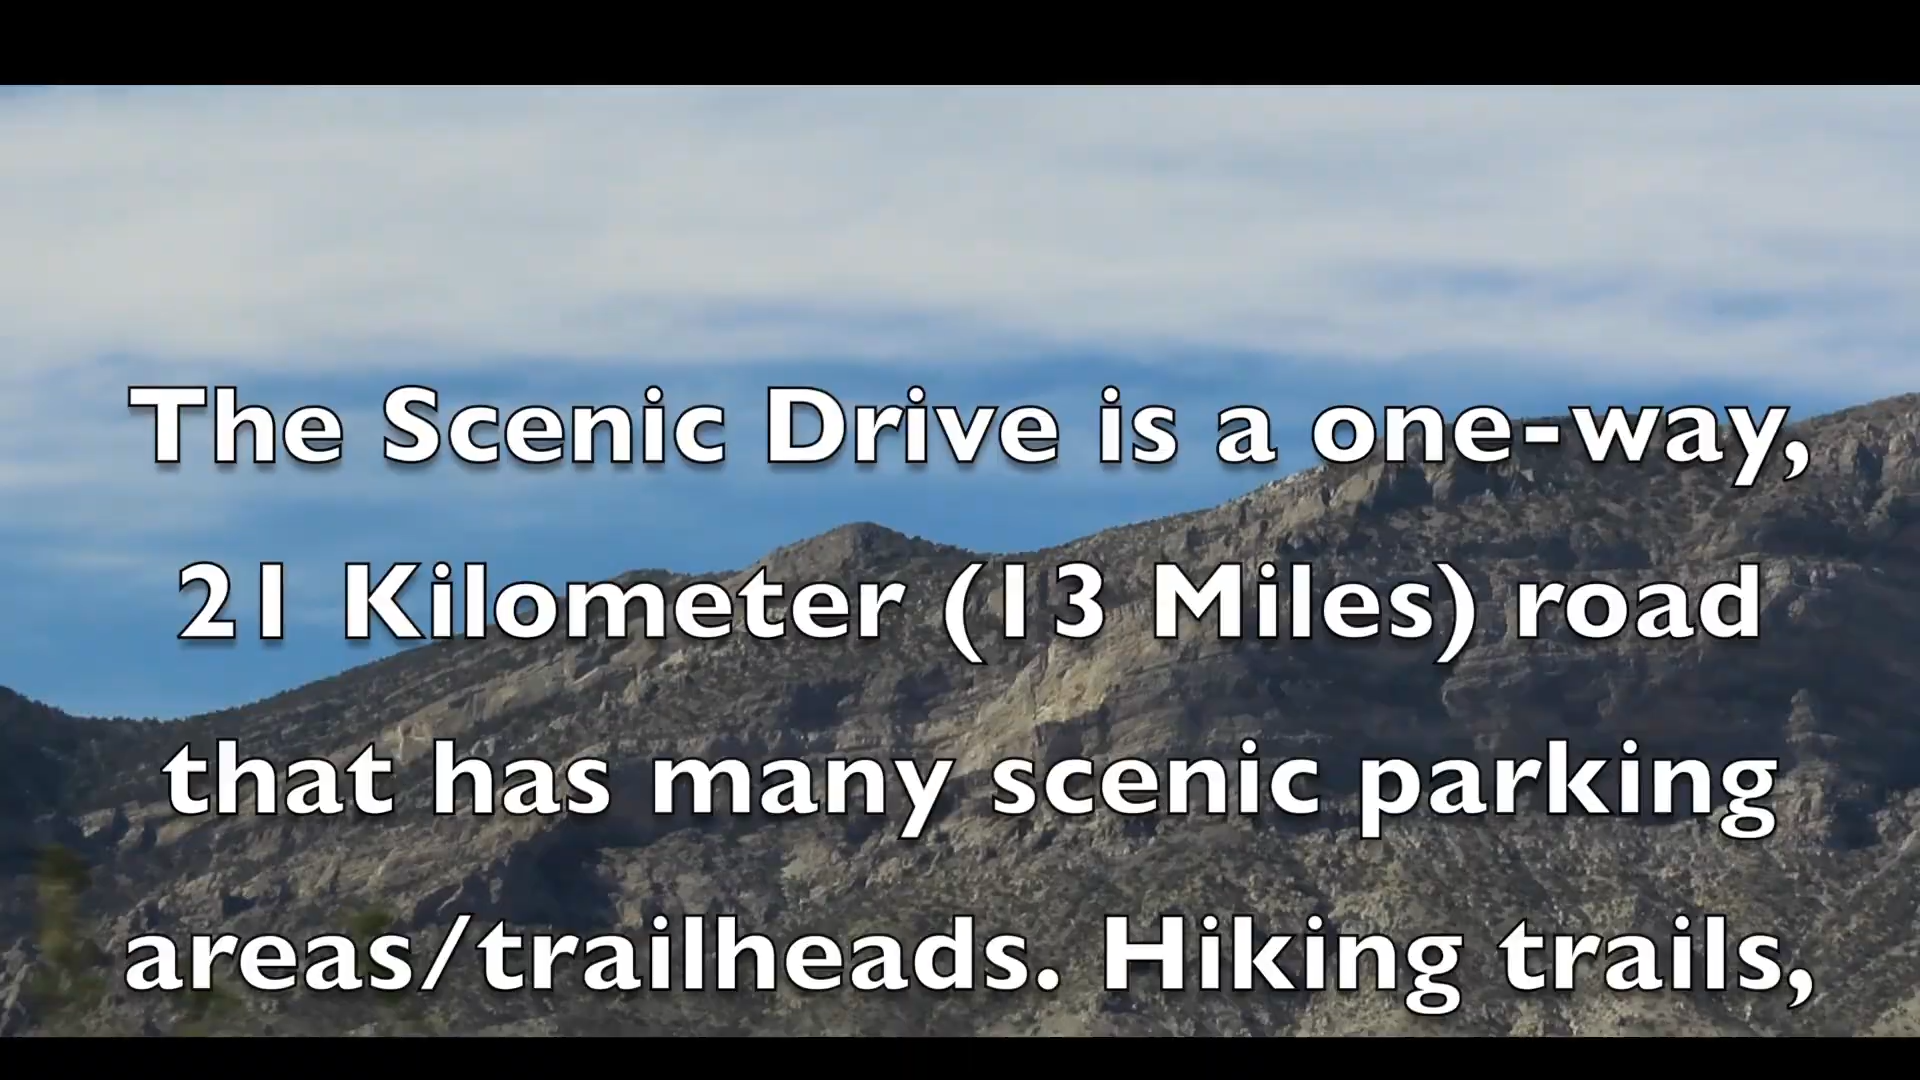 The Scenic Drive is a one-way,
21 Kilometer (13 Miles) road
that has many scenic parking
areas/trailheads. Hiking trails,